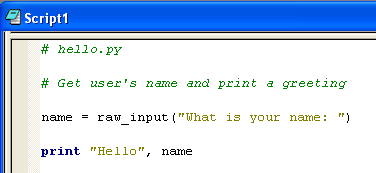 Script1
# hello.py
# Get user's name and print a greeting
name = raw_input("What is your name: ")
print "Hello", name